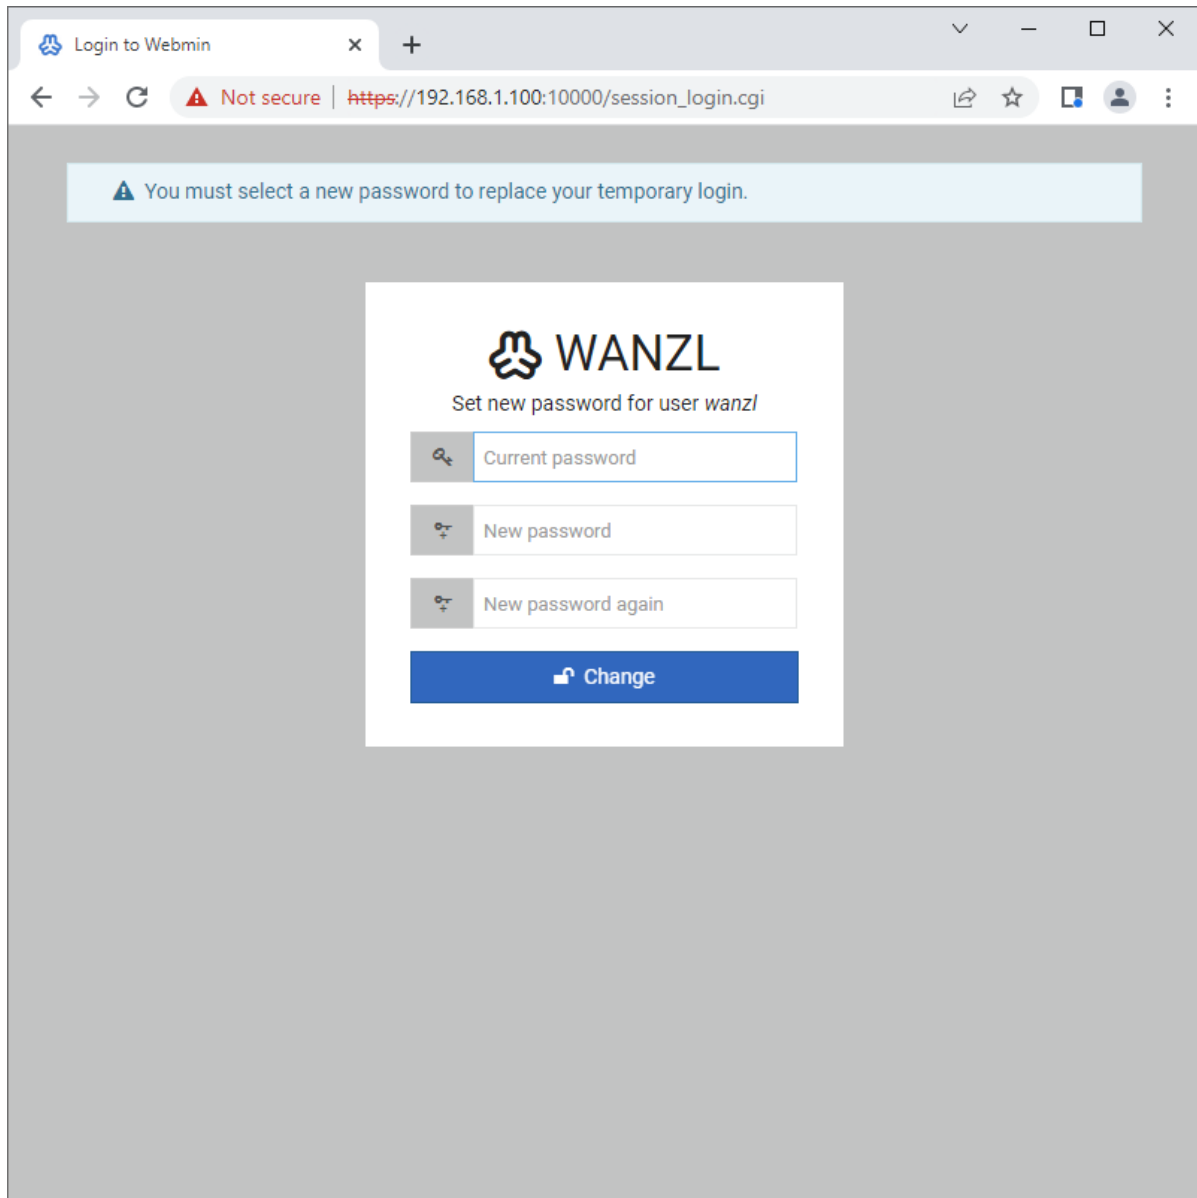 Login to Webmin
Not secure https://192.168.1.100:10000/session_login.cgi
You must select a new password to replace your temporary login.
WANZL
Set new password for user wanzl
Current password
New password
New password again
Change